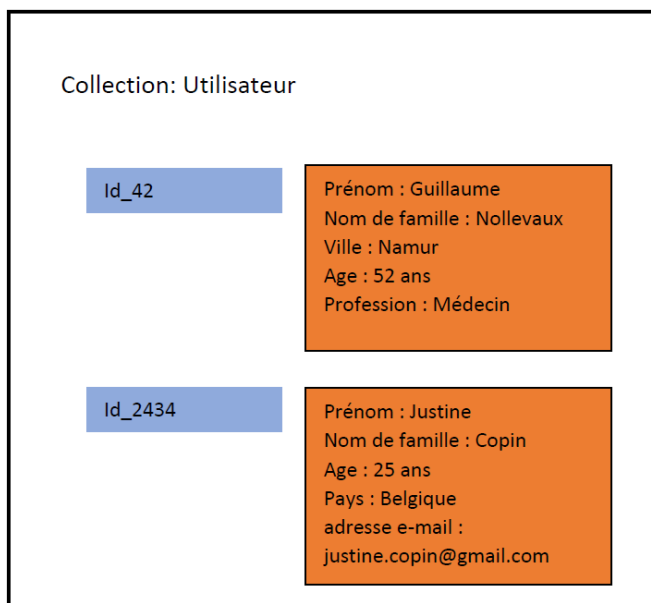 Collection: Utilisateur
Id_42
Prénom : Guillaume
Nom de famille : Nollevaux
Ville : Namur
Age : 52 ans
Profession : Médecin
Id_2434
Prénom : Justine
Nom de famille : Copin
Age : 25 ans
Pays : Belgique
adresse e-mail :
justine.copin@gmail.com